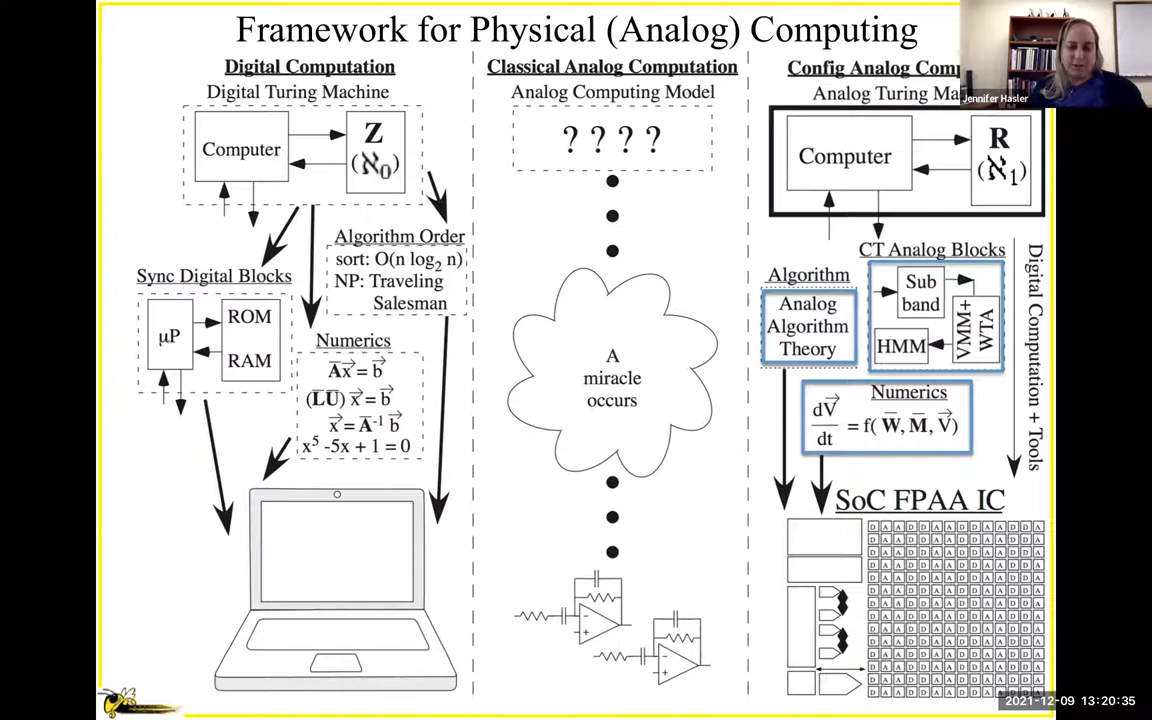 Framework for Physical (Analog) Computing
Digital Computation
Digital Turing Machine
Computer
Z
(ℵ0)
Algorithm Order
sort: O(n log2 n)
NP: Traveling
Salesman
Sync Digital Blocks
μP
ROM
RAM
Numerics
A̅x⃗ = b⃗
(L̅U̅) x⃗ = b⃗
x⃗ = A̅⁻¹ b⃗
x⁵ -5x + 1 = 0
Classical Analog Computation
Analog Computing Model
? ? ? ?
A
miracle
occurs
− +
− +
Config Analog Comp
Analog Turing Ma
Jennifer Hasler
Computer
R
(ℵ1)
CT Analog Blocks
Sub
band
VMM+
WTA
HMM
Algorithm
Analog
Algorithm
Theory
Numerics
dV⃗/dt = f( W̅, M̅, V⃗)
Digital Computation + Tools
SoC FPAA IC
2021-12-09 13:20:35